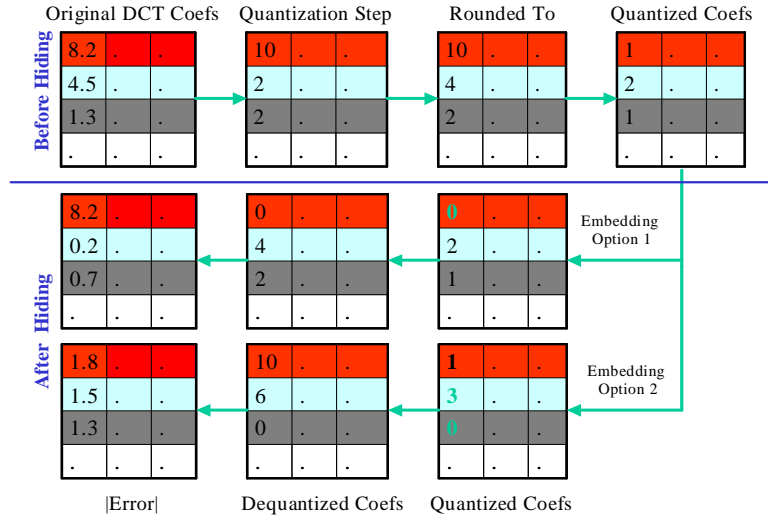 Original DCT Coefs Quantization Step Rounded To Quantized Coefs
Before Hiding
8.2 . . 10 . . 10 . . 1 . .
4.5 . . 2 . . 4 . . 2 . .
1.3 . . 2 . . 2 . . 1 . .
. . . . . . . . . . . .
After Hiding
8.2 . . 0 . . 0 . .
0.2 . . 4 . . 2 . .
0.7 . . 2 . . 1 . .
. . . . . . . . .
Embedding
Option 1
1.8 . . 10 . . 1 . .
1.5 . . 6 . . 3 . .
1.3 . . 0 . . 0 . .
. . . . . . . . .
Embedding
Option 2
|Error| Dequantized Coefs Quantized Coefs